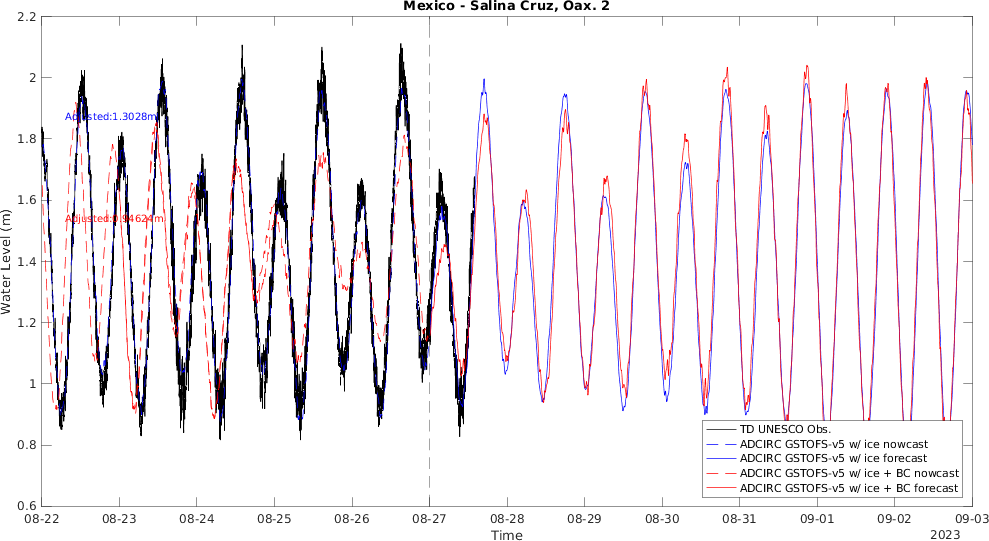 Mexico - Salina Cruz, Oax. 2
2.2
2
1.8
1.6
1.4
1.2
1
0.8
0.6
Water Level (m)
Adjusted:1.3028m
Adjusted:0.94624m
TD UNESCO Obs.
ADCIRC GSTOFS-v5 w/ ice nowcast
ADCIRC GSTOFS-v5 w/ ice forecast
ADCIRC GSTOFS-v5 w/ ice + BC nowcast
ADCIRC GSTOFS-v5 w/ ice + BC forecast
08-22 08-23 08-24 08-25 08-26 08-27 08-28 08-29 08-30 08-31 09-01 09-02 09-03
Time
2023